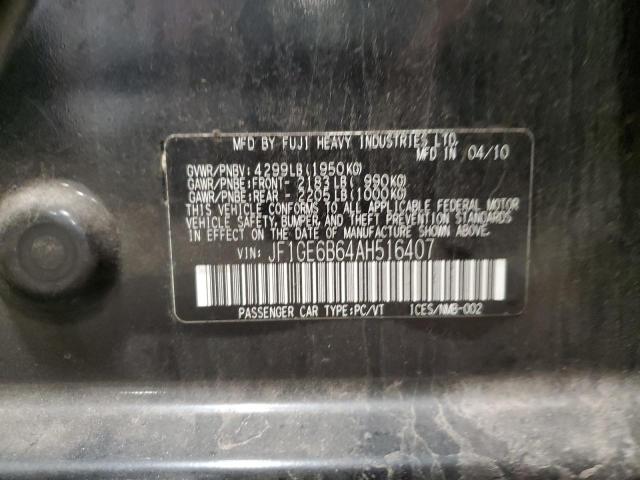 MFD BY FUJI HEAVY INDUSTRIES LTD.
MFD IN 04/10
GVWR/PNBV: 4299LB(1950KG)
GAWR/PNBE:FRONT- 2183LB( 990KG)
GAWR/PNBE:REAR - 2205LB(1000KG)
THIS VEHICLE CONFORMS TO ALL APPLICABLE FEDERAL MOTOR
VEHICLE SAFETY, BUMPER, AND THEFT PREVENTION STANDARDS
IN EFFECT ON THE DATE OF MANUFACTURE SHOWN ABOVE.
VIN: JF1GE6B64AH516407
PASSENGER CAR TYPE:PC/VT ICES/NMB-002